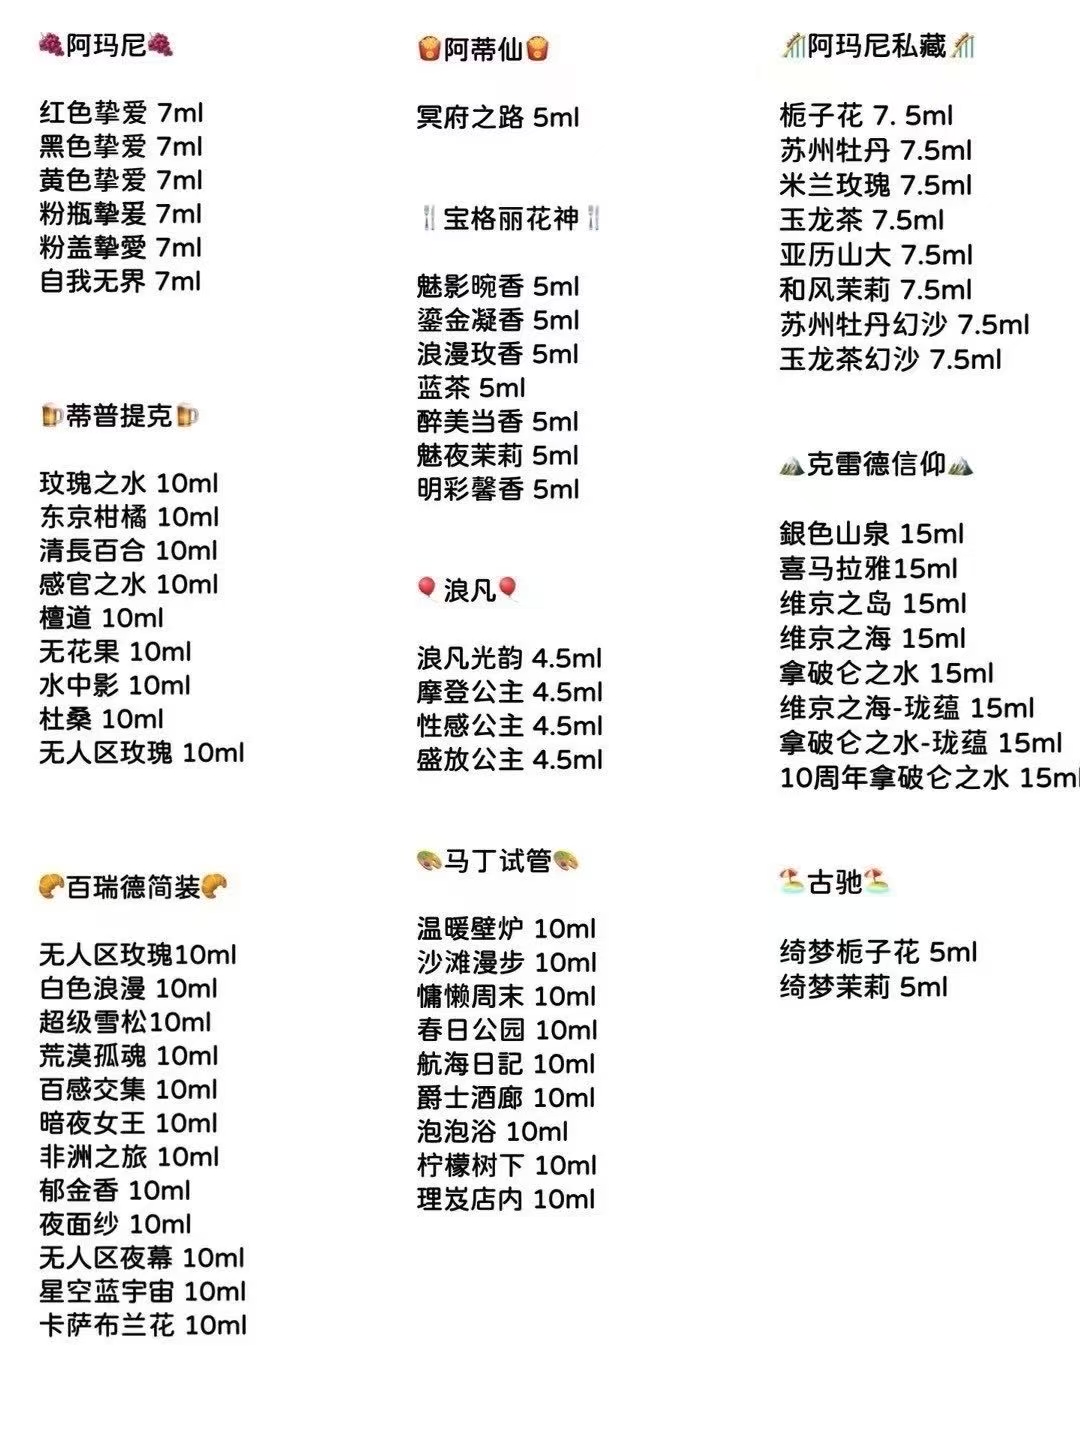 🍇阿玛尼🍇
红色挚爱 7ml
黑色挚爱 7ml
黄色挚爱 7ml
粉瓶摯爱 7ml
粉盖摯愛 7ml
自我无界 7ml
🍺蒂普提克🍺
玟瑰之水 10ml
东京柑橘 10ml
清長百合 10ml
感官之水 10ml
檀道 10ml
无花果 10ml
水中影 10ml
杜桑 10ml
无人区玫瑰 10ml
🥐百瑞德简装🥐
无人区玫瑰10ml
白色浪漫 10ml
超级雪松10ml
荒漠孤魂 10ml
百感交集 10ml
暗夜女王 10ml
非洲之旅 10ml
郁金香 10ml
夜面纱 10ml
无人区夜幕 10ml
星空蓝宇宙 10ml
卡萨布兰花 10ml
🍟阿蒂仙🍟
冥府之路 5ml
🍴宝格丽花神🍴
魅影晼香 5ml
鎏金凝香 5ml
浪漫玫香 5ml
蓝茶 5ml
醉美当香 5ml
魅夜茉莉 5ml
明彩馨香 5ml
🎈浪凡🎈
浪凡光韵 4.5ml
摩登公主 4.5ml
性感公主 4.5ml
盛放公主 4.5ml
🥑马丁试管🥑
温暖壁炉 10ml
沙滩漫步 10ml
慵懒周末 10ml
春日公园 10ml
航海日記 10ml
爵士酒廊 10ml
泡泡浴 10ml
柠檬树下 10ml
理岌店内 10ml
🎢阿玛尼私藏🎢
栀子花 7. 5ml
苏州牡丹 7.5ml
米兰玫瑰 7.5ml
玉龙茶 7.5ml
亚历山大 7.5ml
和风茉莉 7.5ml
苏州牡丹幻沙 7.5ml
玉龙茶幻沙 7.5ml
🏔克雷德信仰🏔
銀色山泉 15ml
喜马拉雅15ml
维京之岛 15ml
维京之海 15ml
拿破仑之水 15ml
维京之海-珑蕴 15ml
拿破仑之水-珑蕴 15ml
10周年拿破仑之水 15ml
🏖古驰🏖
绮梦栀子花 5ml
绮梦茉莉 5ml